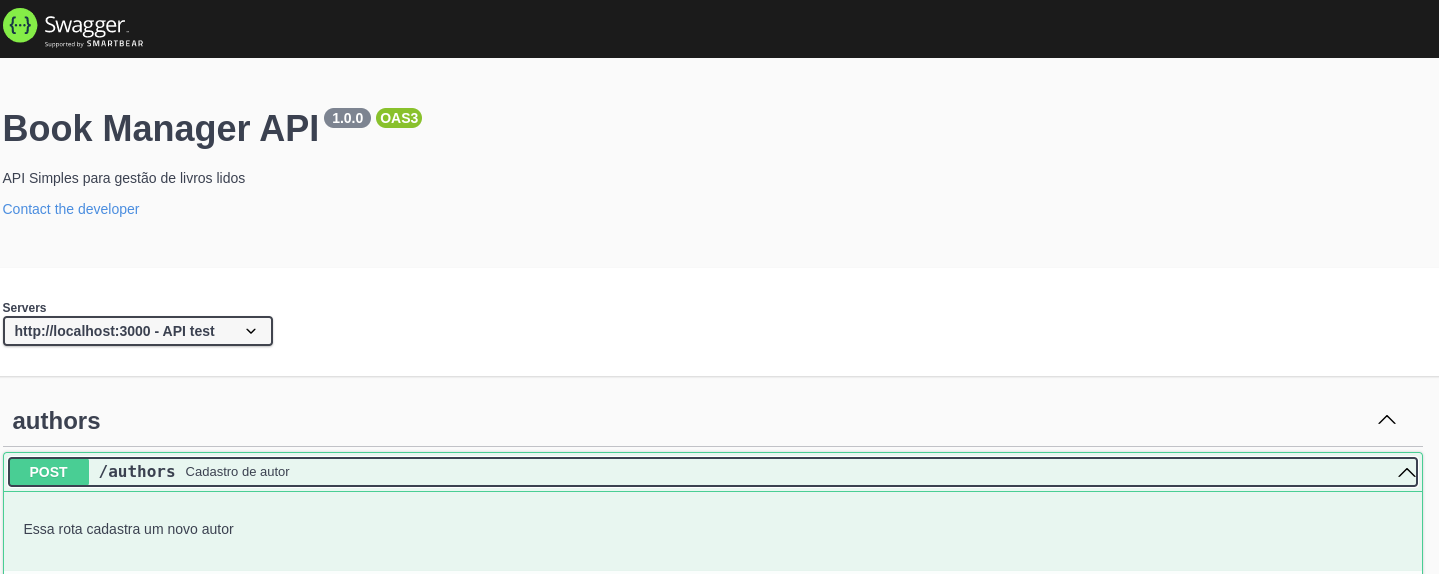 Swagger
Supported by SMARTBEAR
Book Manager API 1.0.0 OAS3
API Simples para gestão de livros lidos
Contact the developer
Servers
http://localhost:3000 - API test
authors
POST /authors Cadastro de autor
Essa rota cadastra um novo autor